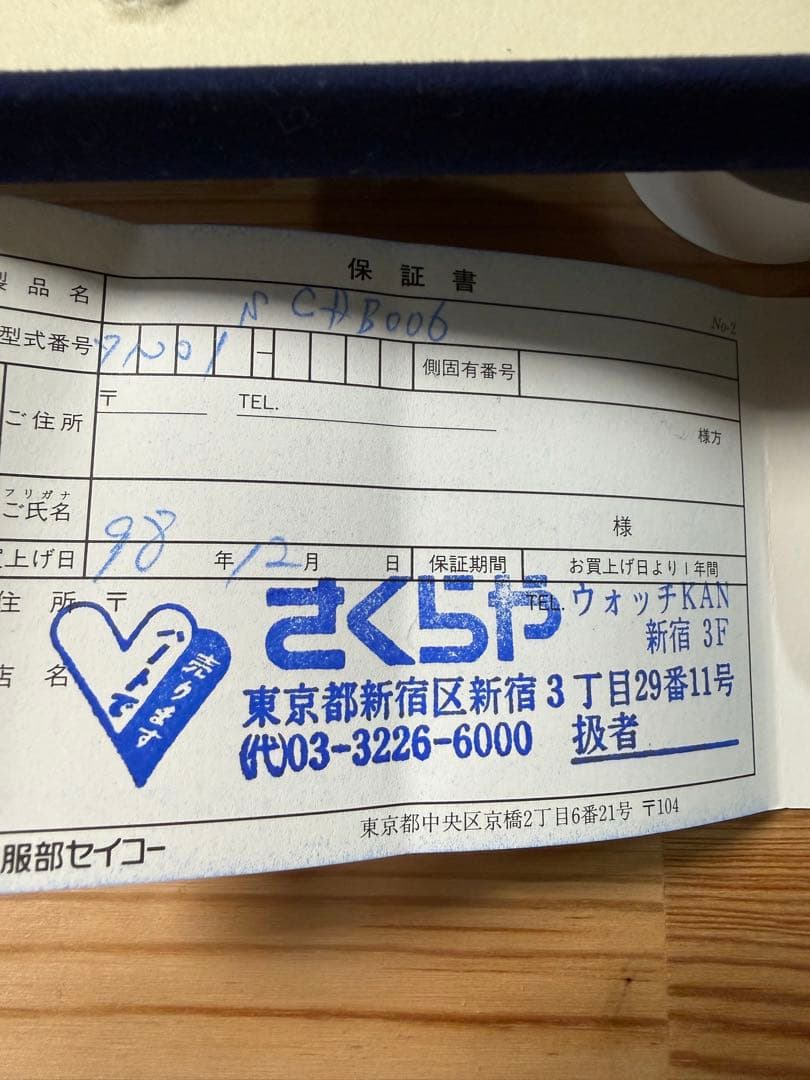 保証書
No-2
製品名 N CHB006
型式番号 7N01- 側固有番号
ご住所 〒 TEL. 様方
フリガナ
ご氏名 様
買上げ日 98年12月 日 保証期間 お買上げ日より1年間
住所 〒 TEL.
店名
ハートで
売ります
さくらや
ウォッチKAN
新宿 3F
東京都新宿区新宿3丁目29番11号
(代)03-3226-6000 扱者
服部セイコー
東京都中央区京橋2丁目6番21号 〒104